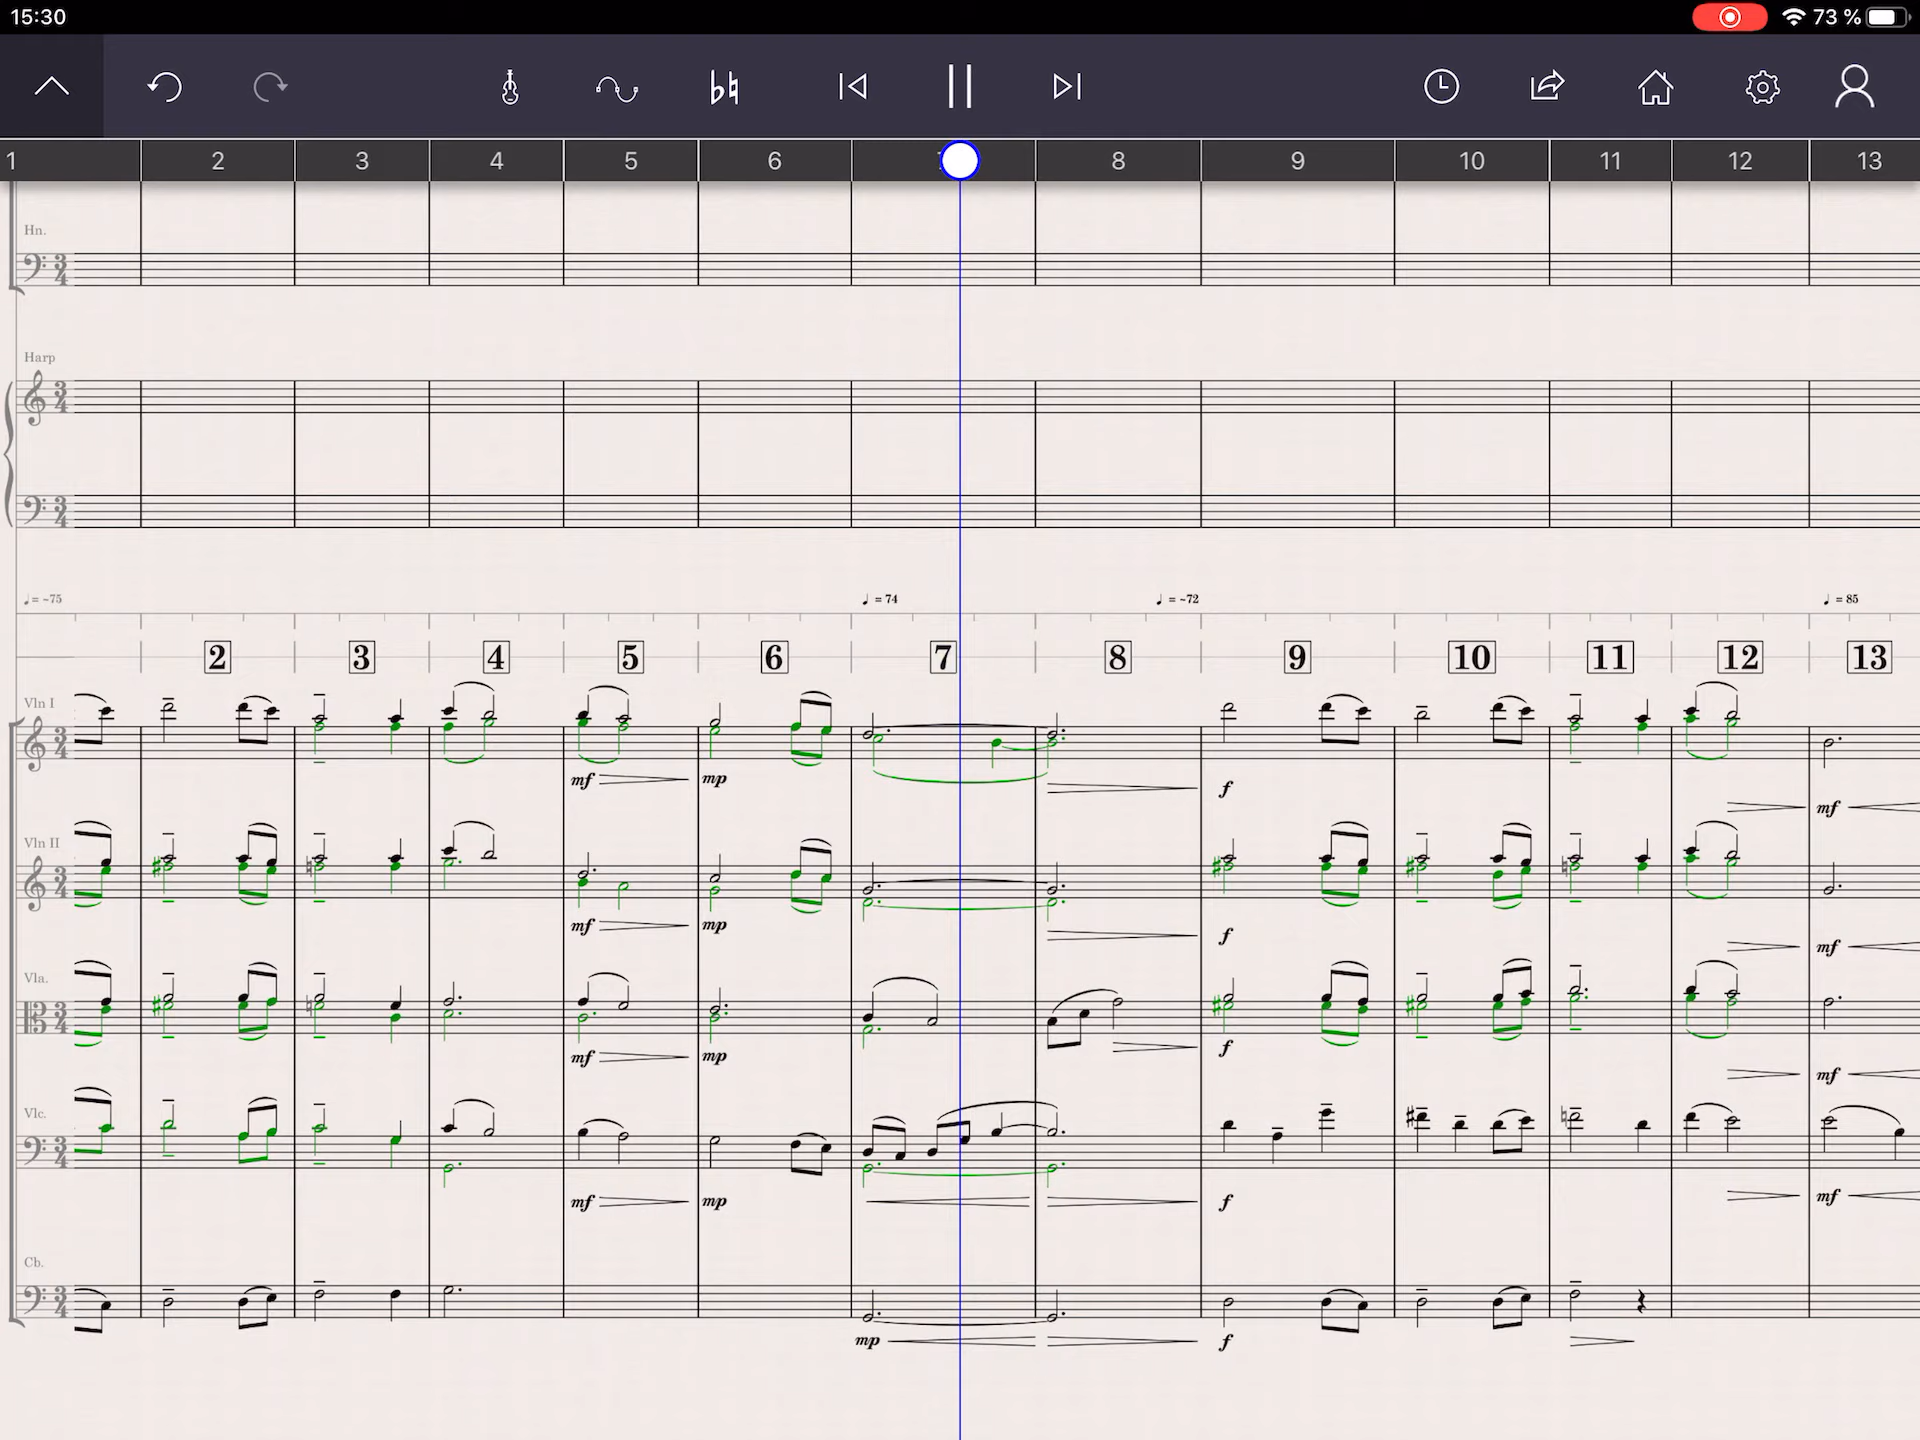 15:30 73 %
1 2 3 4 5 6 8 9 10 11 12 13
Hn.
Harp
♩= ~75 ♩ = 74 ♩ = ~72 ♩ = 85
2 3 4 5 6 7 8 9 10 11 12 13
Vln I
mf mp f mf
Vln II
mf mp f mf
Vla.
mf mp f mf
Vlc.
mf mp f mf
Cb.
mp f